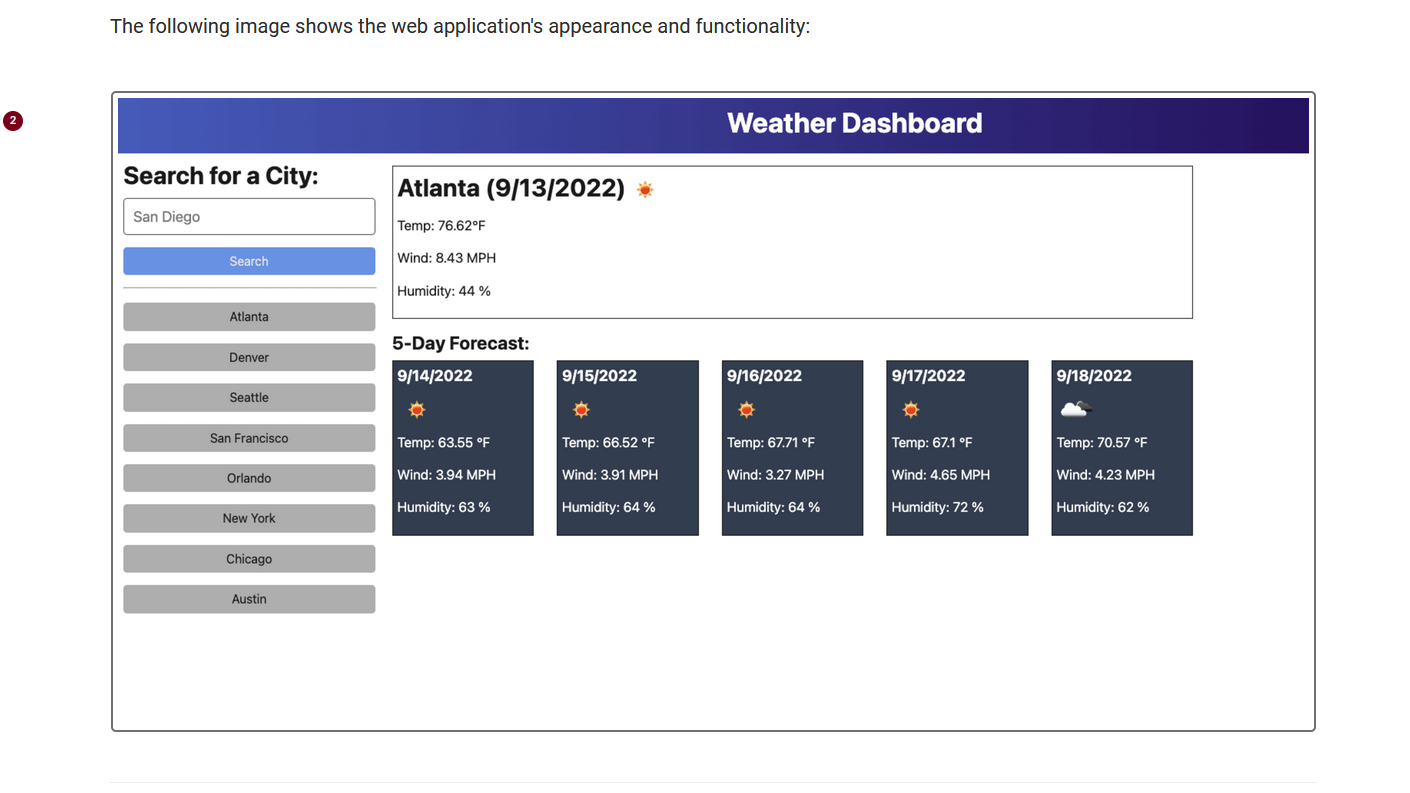 The following image shows the web application's appearance and functionality:
2
Weather Dashboard
Search for a City:
San Diego
Search
Atlanta
Denver
Seattle
San Francisco
Orlando
New York
Chicago
Austin
Atlanta (9/13/2022)
Temp: 76.62°F
Wind: 8.43 MPH
Humidity: 44 %
5-Day Forecast:
9/14/2022
Temp: 63.55 °F
Wind: 3.94 MPH
Humidity: 63 %
9/15/2022
Temp: 66.52 °F
Wind: 3.91 MPH
Humidity: 64 %
9/16/2022
Temp: 67.71 °F
Wind: 3.27 MPH
Humidity: 64 %
9/17/2022
Temp: 67.1 °F
Wind: 4.65 MPH
Humidity: 72 %
9/18/2022
Temp: 70.57 °F
Wind: 4.23 MPH
Humidity: 62 %